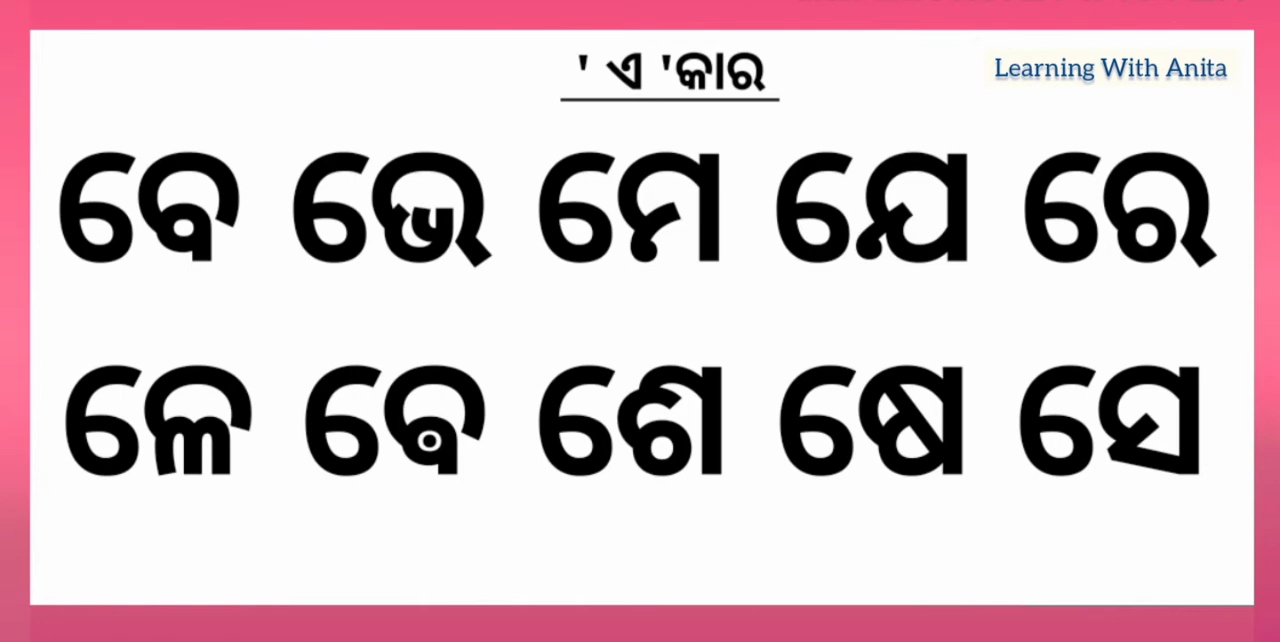 ' ଏ 'କାର
Learning With Anita
ବେ ଭେ ମେ ଯେ ରେ
ଳେ ଵେ ଶେ ଷେ ସେ